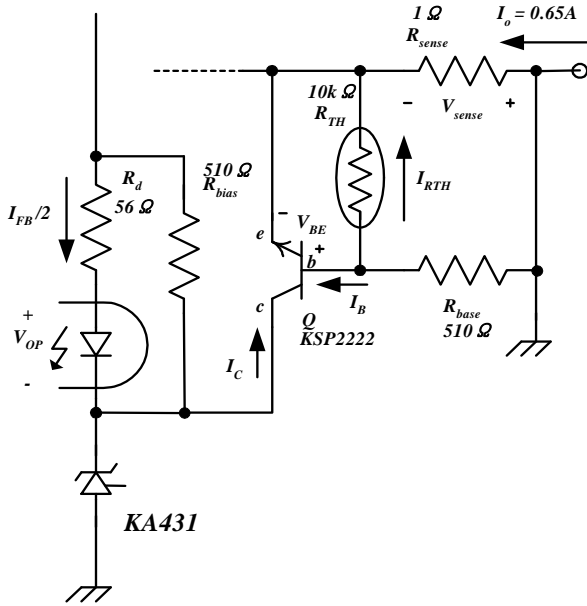 1 Ω
R_sense
I_o = 0.65A
10k Ω
R_TH
− V_sense +
510 Ω
R_bias
R_d
56 Ω
I_FB/2
I_RTH
−
V_BE
+
e
b
c
I_B
R_base
510 Ω
Q
KSP2222
I_C
+
V_OP
-
KA431